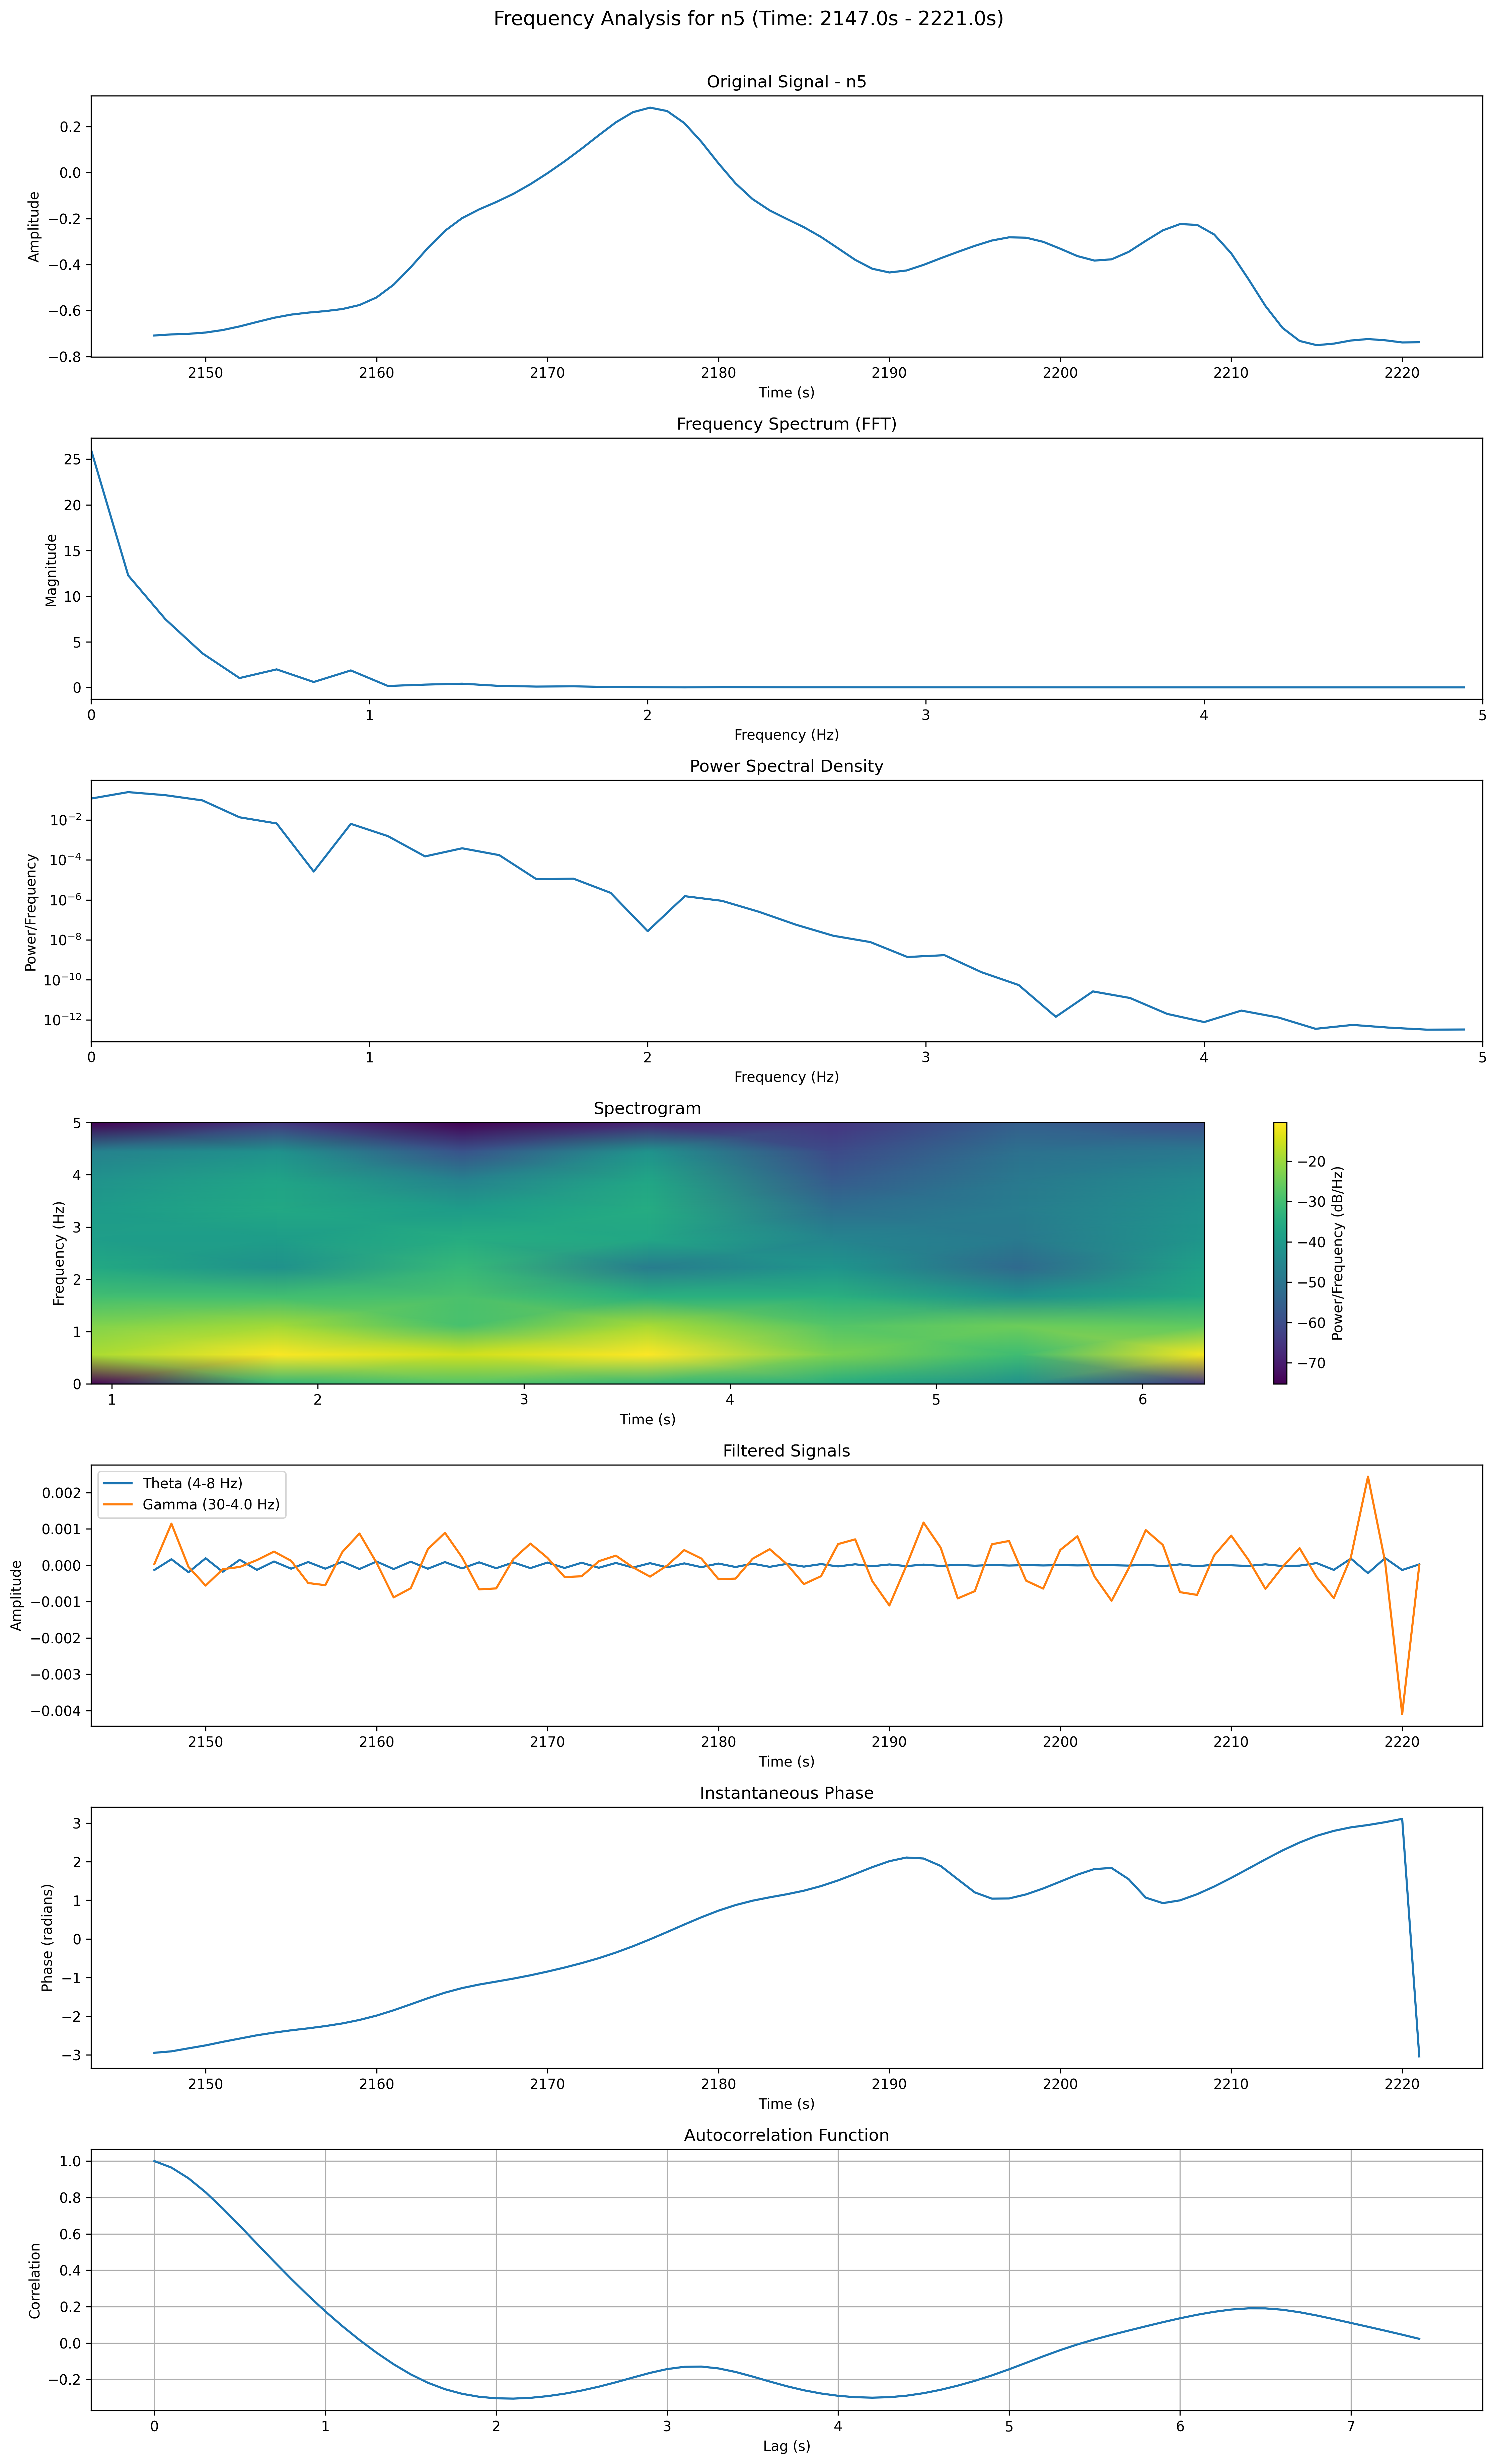 Frequency Analysis for n5 (Time: 2147.0s - 2221.0s)
Original Signal - n5
0.2
0.0
−0.2
−0.4
−0.6
−0.8
Amplitude
2150 2160 2170 2180 2190 2200 2210 2220
Time (s)
Frequency Spectrum (FFT)
25
20
15
10
5
0
Magnitude
0 1 2 3 4 5
Frequency (Hz)
Power Spectral Density
10⁻²
10⁻⁴
10⁻⁶
10⁻⁸
10⁻¹⁰
10⁻¹²
Power/Frequency
0 1 2 3 4 5
Frequency (Hz)
Spectrogram
5
4
3
2
1
0
Frequency (Hz)
1 2 3 4 5 6
Time (s)
−20
−30
−40
−50
−60
−70
Power/Frequency (dB/Hz)
Filtered Signals
Theta (4-8 Hz)
Gamma (30-4.0 Hz)
0.002
0.001
0.000
−0.001
−0.002
−0.003
−0.004
Amplitude
2150 2160 2170 2180 2190 2200 2210 2220
Time (s)
Instantaneous Phase
3
2
1
0
−1
−2
−3
Phase (radians)
2150 2160 2170 2180 2190 2200 2210 2220
Time (s)
Autocorrelation Function
1.0
0.8
0.6
0.4
0.2
0.0
−0.2
Correlation
0 1 2 3 4 5 6 7
Lag (s)